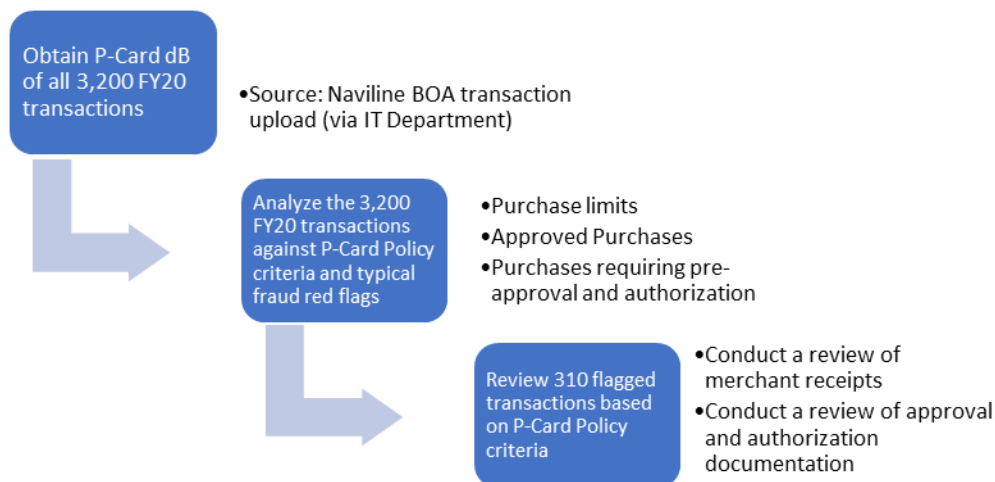 Obtain P-Card dB
of all 3,200 FY20
transactions
•Source: Naviline BOA transaction
upload (via IT Department)
Analyze the 3,200
FY20 transactions
against P-Card Policy
criteria and typical
fraud red flags
•Purchase limits
•Approved Purchases
•Purchases requiring pre-
approval and authorization
Review 310 flagged
transactions based
on P-Card Policy
criteria
•Conduct a review of
merchant receipts
•Conduct a review of approval
and authorization
documentation